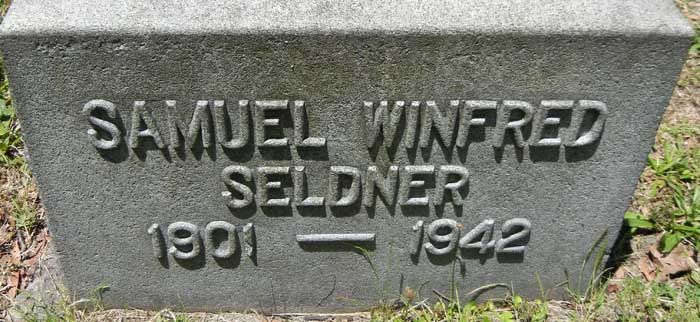 SAMUEL WINFRED
SELDNER
1901 — 1942